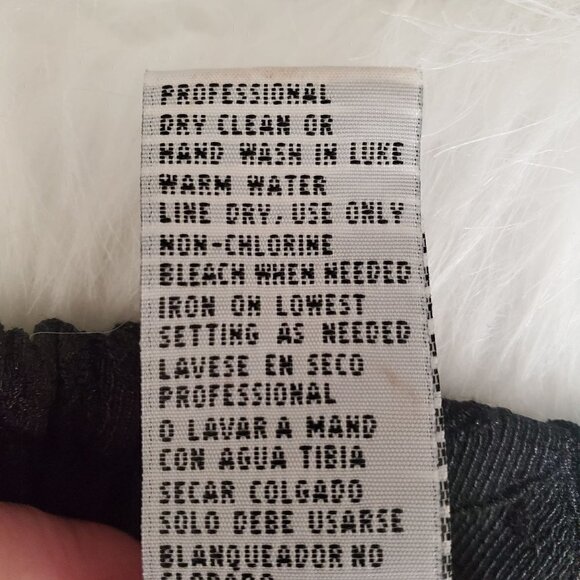 PROFESSIONAL
DRY CLEAN OR
HAND WASH IN LUKE
WARM WATER
LINE DRY. USE ONLY
NON-CHLORINE
BLEACH WHEN NEEDED
IRON ON LOWEST
SETTING AS NEEDED
LAVESE EN SECO
PROFESSIONAL
O LAVAR A MANO
CON AGUA TIBIA
SECAR COLGADO
SOLO DEBE USARSE
BLANQUEADOR NO